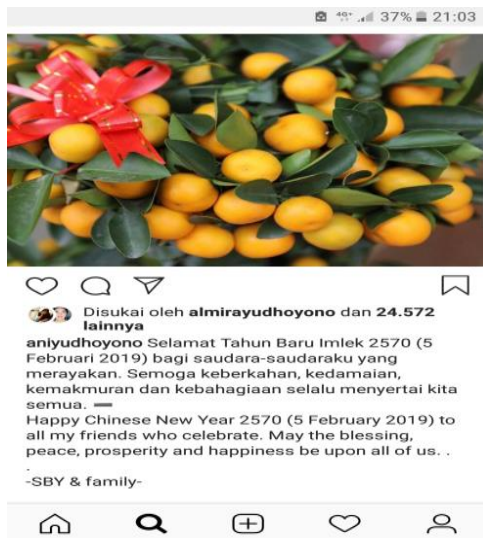 37% 21:03
Disukai oleh almirayudhoyono dan 24.572
lainnya
aniyudhoyono Selamat Tahun Baru Imlek 2570 (5
Februari 2019) bagi saudara-saudaraku yang
merayakan. Semoga keberkahan, kedamaian,
kemakmuran dan kebahagiaan selalu menyertai kita
semua. ➖
Happy Chinese New Year 2570 (5 February 2019) to
all my friends who celebrate. May the blessing,
peace, prosperity and happiness be upon all of us. .
.
-SBY & family-